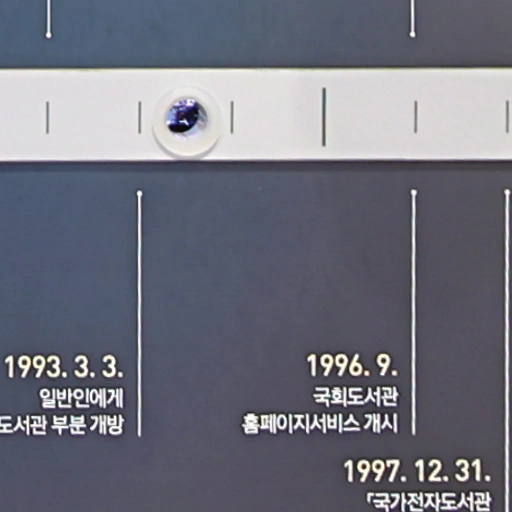 1993. 3. 3.
일반인에게
도서관 부분 개방
1996. 9.
국회도서관
홈페이지서비스 개시
1997. 12. 31.
「국가전자도서관